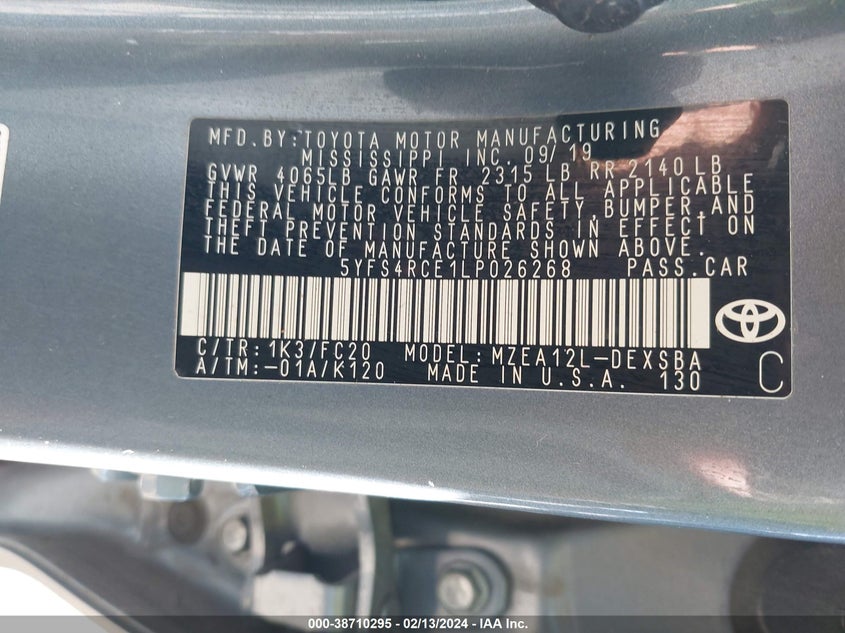 MFD.BY:TOYOTA MOTOR MANUFACTURING
MISSISSIPPI INC. 09/19
GVWR 4065LB GAWR FR 2315 LB RR 2140 LB
THIS VEHICLE CONFORMS TO ALL APPLICABLE
FEDERAL MOTOR VEHICLE SAFETY,BUMPER,AND
THEFT PREVENTION STANDARDS IN EFFECT ON
THE DATE OF MANUFACTURE SHOWN ABOVE.
5YFS4RCE1LP026268 PASS.CAR
C/TR:1K3/FC20 MODEL:MZEA12L-DEXSBA
A/TM:-01A/K120 MADE IN U.S.A. 130
C
000-38710295 - 02/13/2024 - IAA Inc.